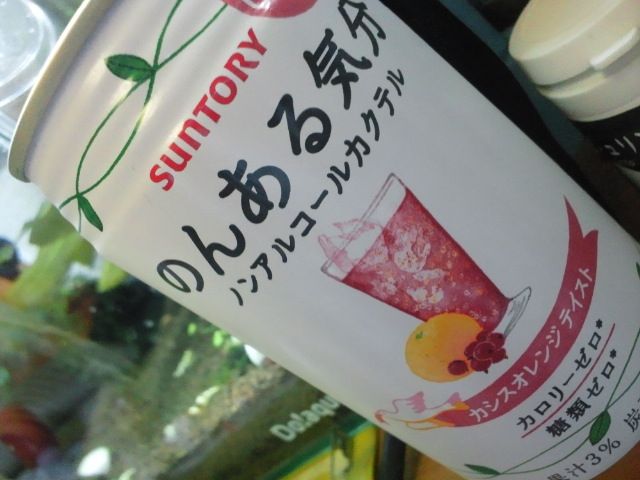 SUNTORY
のんある気分
ノンアルコールカクテル
カシスオレンジテイスト
カロリーゼロ*
糖類ゼロ*
果汁3% 炭
Delaqu